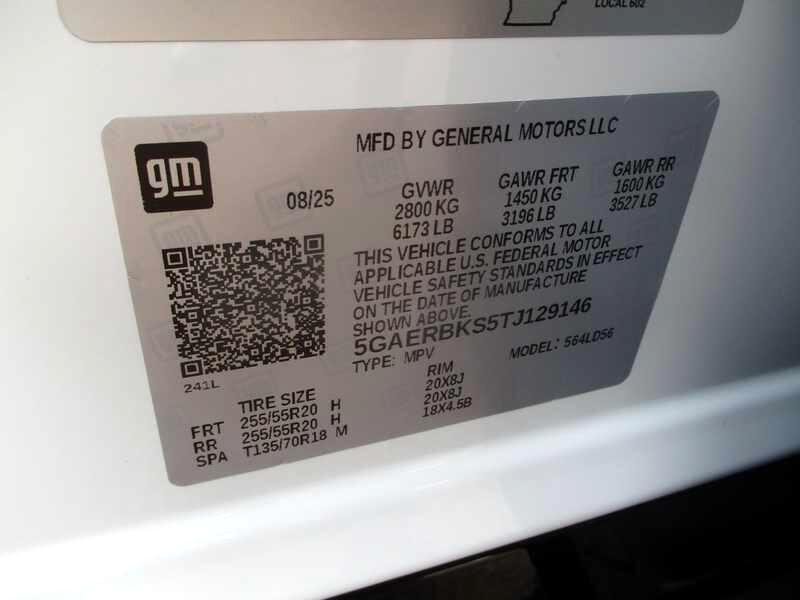 LOCAL 602
MFD BY GENERAL MOTORS LLC
gm
08/25
GVWR
2800 KG
6173 LB
GAWR FRT
1450 KG
3196 LB
GAWR RR
1600 KG
3527 LB
THIS VEHICLE CONFORMS TO ALL
APPLICABLE U.S. FEDERAL MOTOR
VEHICLE SAFETY STANDARDS IN EFFECT
ON THE DATE OF MANUFACTURE
SHOWN ABOVE.
5GAERBKS5TJ129146
TYPE: MPV
MODEL: 564LD56
241L
TIRE SIZE
RIM
FRT 255/55R20 H 20X8J
RR 255/55R20 H 20X8J
SPA T135/70R18 M 18X4.5B